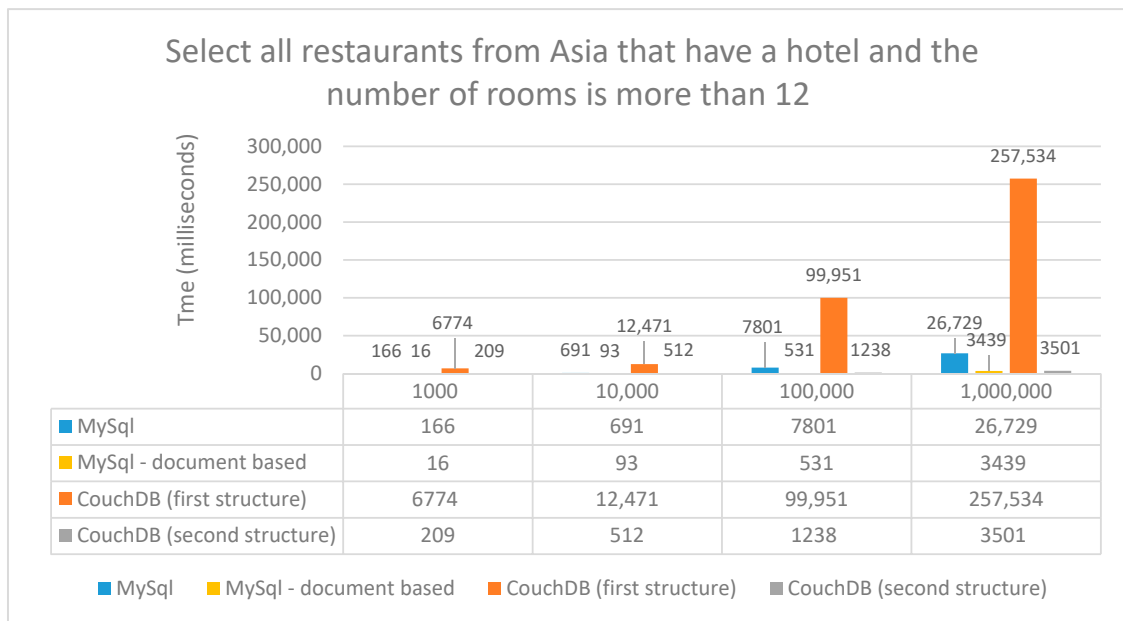 Select all restaurants from Asia that have a hotel and the
number of rooms is more than 12
Tme (milliseconds)
300,000
250,000
200,000
150,000
100,000
50,000
0
166 16 6774 209
691 93 12,471 512
7801 531 99,951 1238
26,729 3439 257,534 3501
1000 10,000 100,000 1,000,000
MySql 166 691 7801 26,729
MySql - document based 16 93 531 3439
CouchDB (first structure) 6774 12,471 99,951 257,534
CouchDB (second structure) 209 512 1238 3501
MySql MySql - document based CouchDB (first structure) CouchDB (second structure)